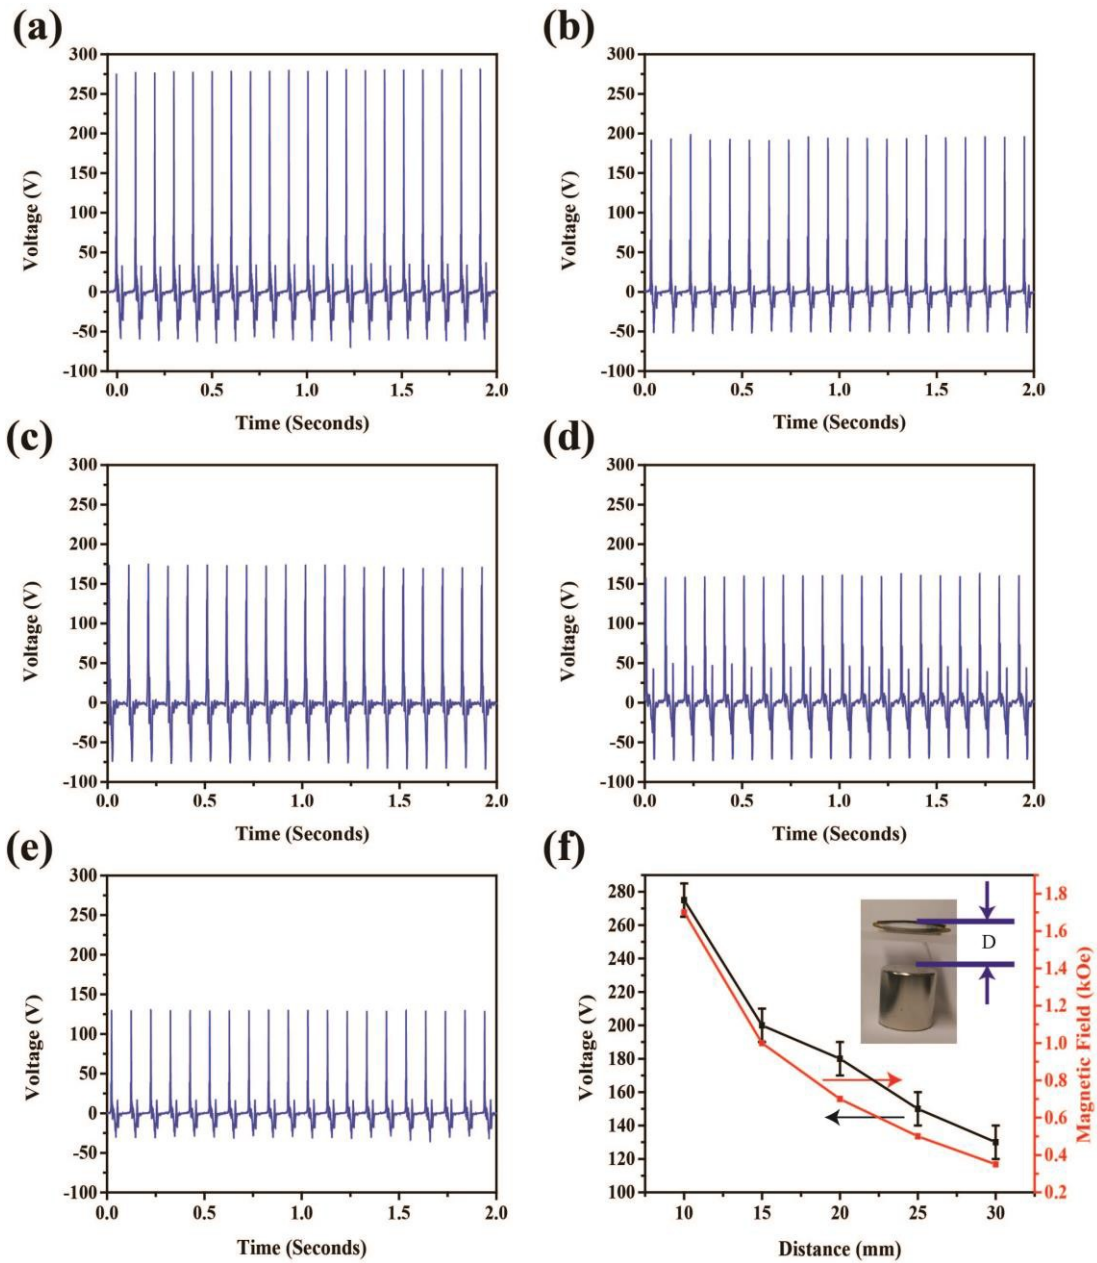 (a)
300
250
200
150
100
50
0
-50
-100
Voltage (V)
0.0 0.5 1.0 1.5 2.0
Time (Seconds)
(b)
300
250
200
150
100
50
0
-50
-100
Voltage (V)
0.0 0.5 1.0 1.5 2.0
Time (Seconds)
(c)
300
250
200
150
100
50
0
-50
-100
Voltage (V)
0.0 0.5 1.0 1.5 2.0
Time (Seconds)
(d)
300
250
200
150
100
50
0
-50
-100
Voltage (V)
0.0 0.5 1.0 1.5 2.0
Time (Seconds)
(e)
300
250
200
150
100
50
0
-50
-100
Voltage (V)
0.0 0.5 1.0 1.5 2.0
Time (Seconds)
(f)
280
260
240
220
200
180
160
140
120
100
Voltage (V)
D
1.8
1.6
1.4
1.2
1.0
0.8
0.6
0.4
0.2
Magnetic Field (kOe)
10 15 20 25 30
Distance (mm)